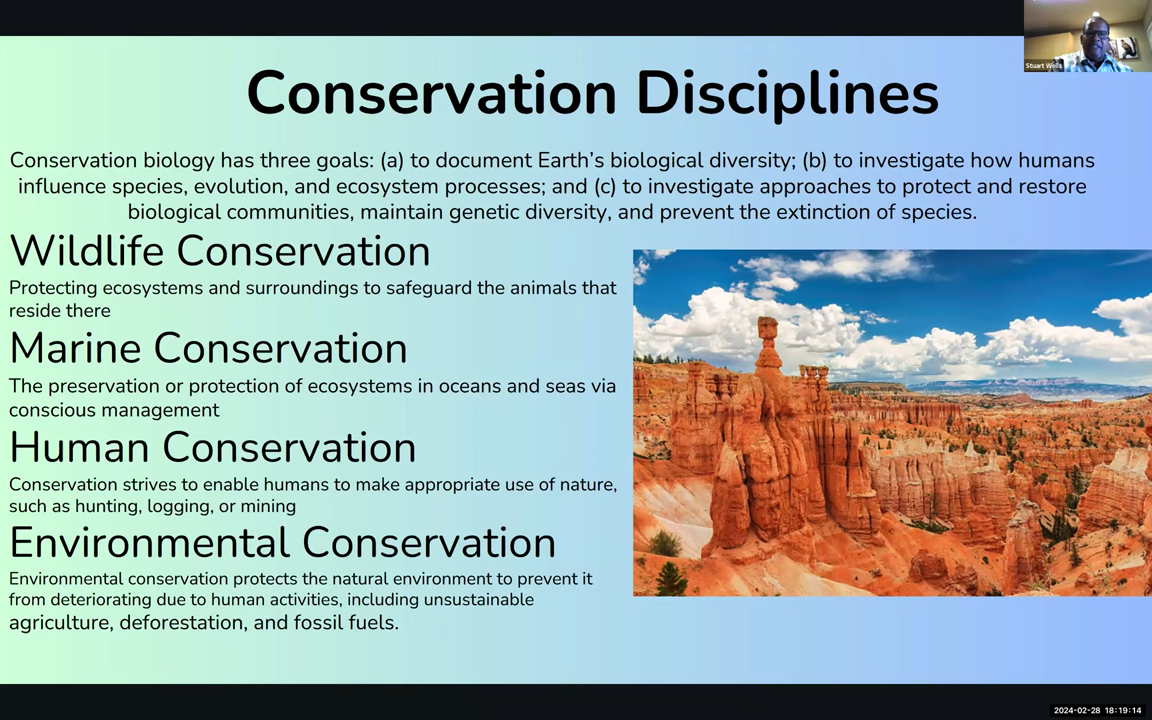 Stuart Wells
Conservation Disciplines
Conservation biology has three goals: (a) to document Earth’s biological diversity; (b) to investigate how humans
influence species, evolution, and ecosystem processes; and (c) to investigate approaches to protect and restore
biological communities, maintain genetic diversity, and prevent the extinction of species.
Wildlife Conservation
Protecting ecosystems and surroundings to safeguard the animals that
reside there
Marine Conservation
The preservation or protection of ecosystems in oceans and seas via
conscious management
Human Conservation
Conservation strives to enable humans to make appropriate use of nature,
such as hunting, logging, or mining
Environmental Conservation
Environmental conservation protects the natural environment to prevent it
from deteriorating due to human activities, including unsustainable
agriculture, deforestation, and fossil fuels.
2024-02-28 18:19:14